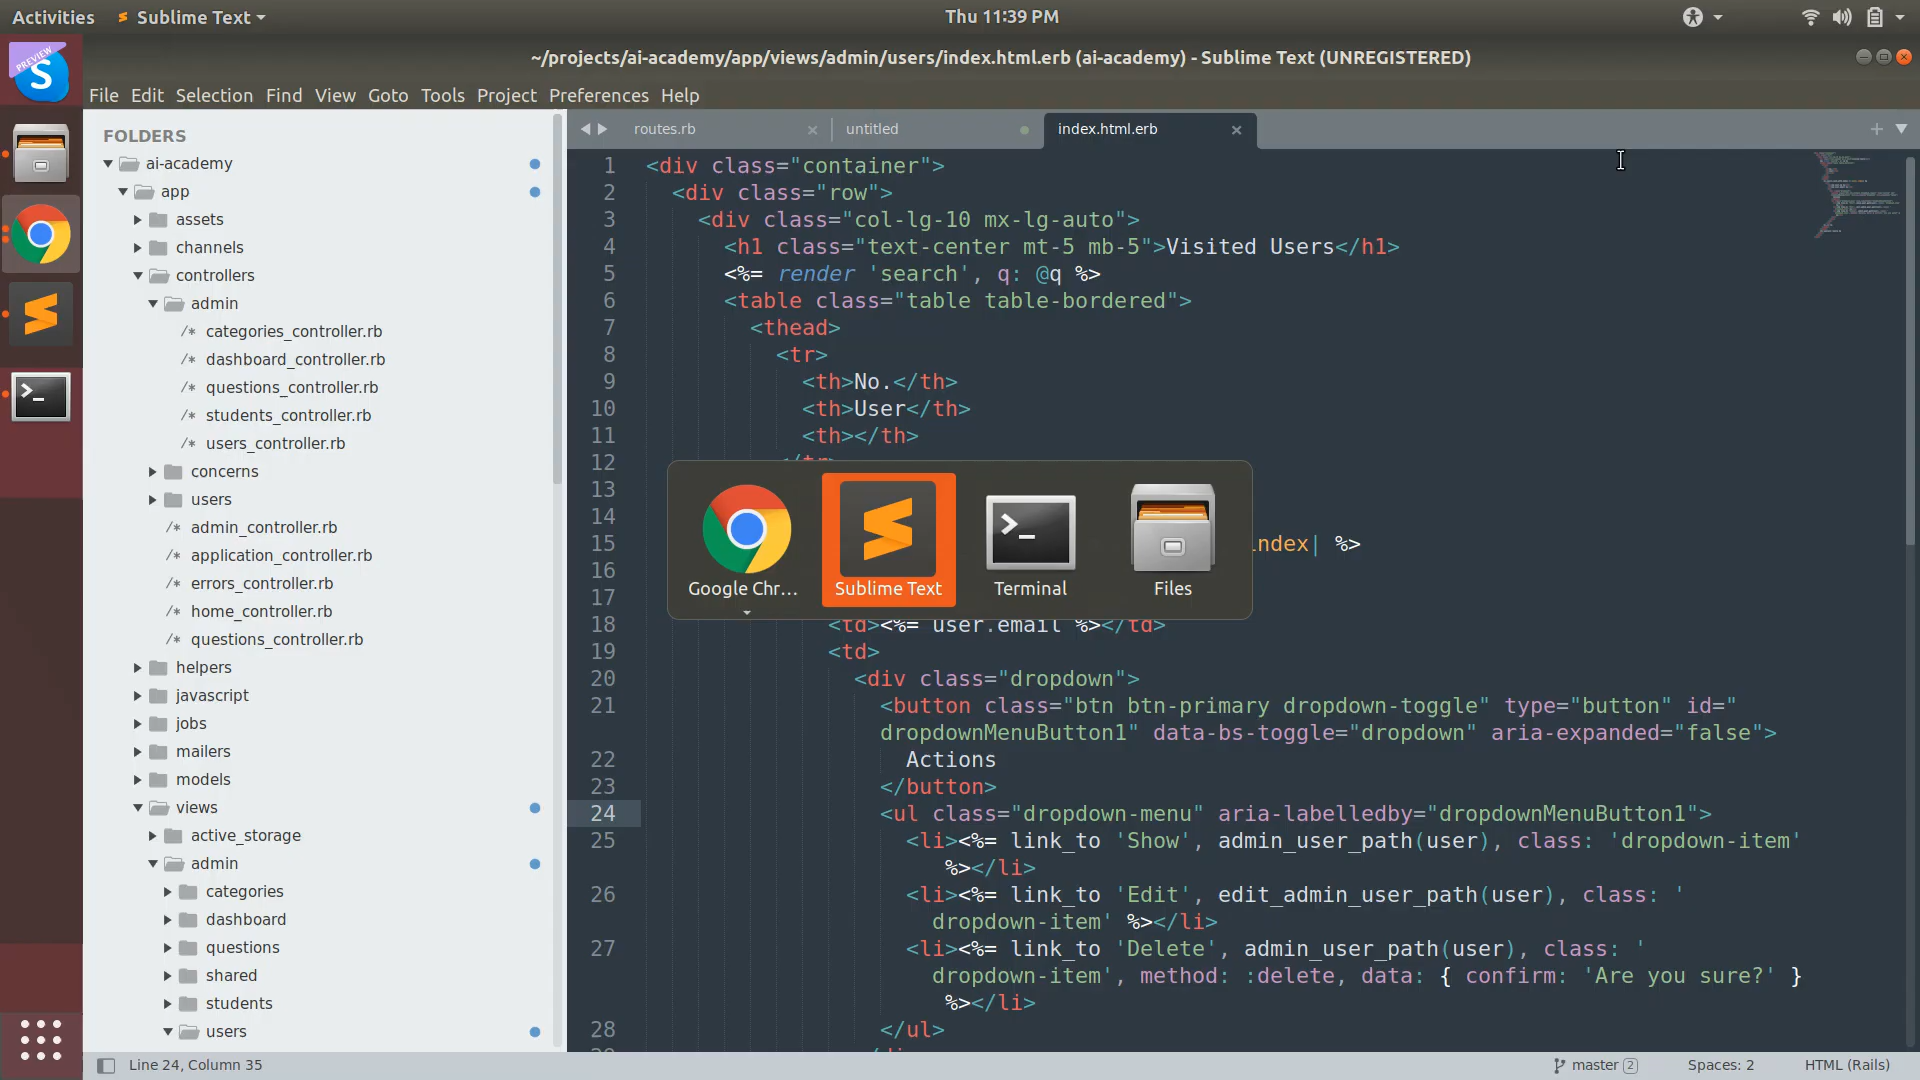 Activities
Sublime Text
Thu 11:39 PM
PREVIEW
S
~/projects/ai-academy/app/views/admin/users/index.html.erb (ai-academy) - Sublime Text (UNREGISTERED)
File Edit Selection Find View Goto Tools Project Preferences Help
FOLDERS
ai-academy
app
assets
channels
controllers
admin
/* categories_controller.rb
/* dashboard_controller.rb
/* questions_controller.rb
/* students_controller.rb
/* users_controller.rb
concerns
users
/* admin_controller.rb
/* application_controller.rb
/* errors_controller.rb
/* home_controller.rb
/* questions_controller.rb
helpers
javascript
jobs
mailers
models
views
active_storage
admin
categories
dashboard
questions
shared
students
users
routes.rb
untitled
index.html.erb
1 <div class="container">
2 <div class="row">
3 <div class="col-lg-10 mx-lg-auto">
4 <h1 class="text-center mt-5 mb-5">Visited Users</h1>
5 <%= render 'search', q: @q %>
6 <table class="table table-bordered">
7 <thead>
8 <tr>
9 <th>No.</th>
10 <th>User</th>
11 <th></th>
12 </tr>
13
14
15 index| %>
16
17
18 <td><%= user.email %></td>
19 <td>
20 <div class="dropdown">
21 <button class="btn btn-primary dropdown-toggle" type="button" id="
dropdownMenuButton1" data-bs-toggle="dropdown" aria-expanded="false">
22 Actions
23 </button>
24 <ul class="dropdown-menu" aria-labelledby="dropdownMenuButton1">
25 <li><%= link_to 'Show', admin_user_path(user), class: 'dropdown-item'
%></li>
26 <li><%= link_to 'Edit', edit_admin_user_path(user), class: '
dropdown-item' %></li>
27 <li><%= link_to 'Delete', admin_user_path(user), class: '
dropdown-item', method: :delete, data: { confirm: 'Are you sure?' }
%></li>
28 </ul>
Google Chr...
Sublime Text
Terminal
Files
Line 24, Column 35
master 2
Spaces: 2
HTML (Rails)